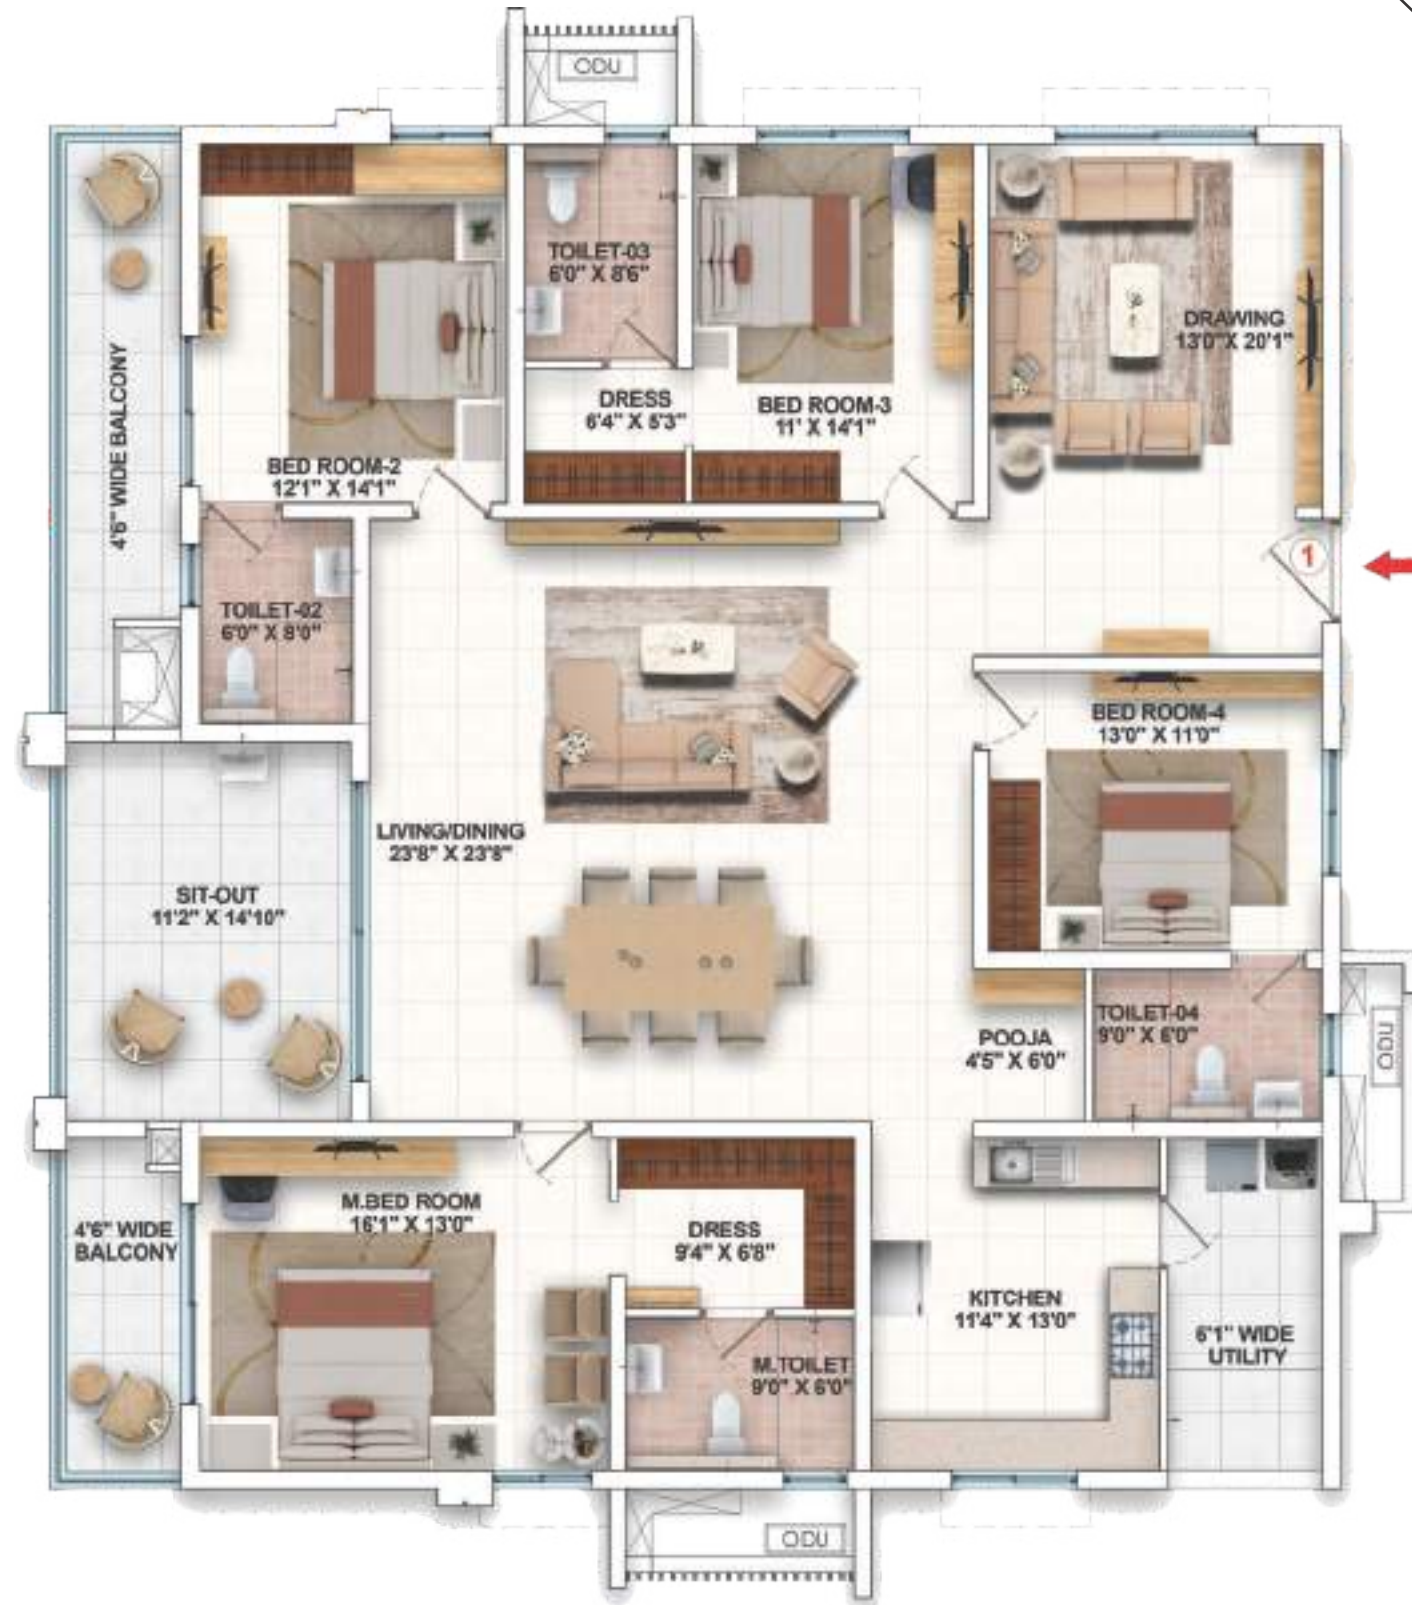 ODU
TOILET-03
6'0" X 8'6"
DRAWING
13'0"X 20'1"
4'6" WIDE BALCONY
DRESS
6'4" X 5'3"
BED ROOM-3
11' X 14'1"
BED ROOM-2
12'1" X 14'1"
1
TOILET-02
6'0" X 8'0"
BED ROOM-4
13'0" X 11'0"
LIVING/DINING
23'8" X 23'8"
SIT-OUT
11'2" X 14'10"
TOILET-04
9'0" X 6'0"
POOJA
4'5" X 6'0"
ODU
M.BED ROOM
16'1" X 13'0"
4'6" WIDE
BALCONY
DRESS
9'4" X 6'8"
KITCHEN
11'4" X 13'0"
6'1" WIDE
UTILITY
M.TOILET
9'0" X 6'0"
ODU